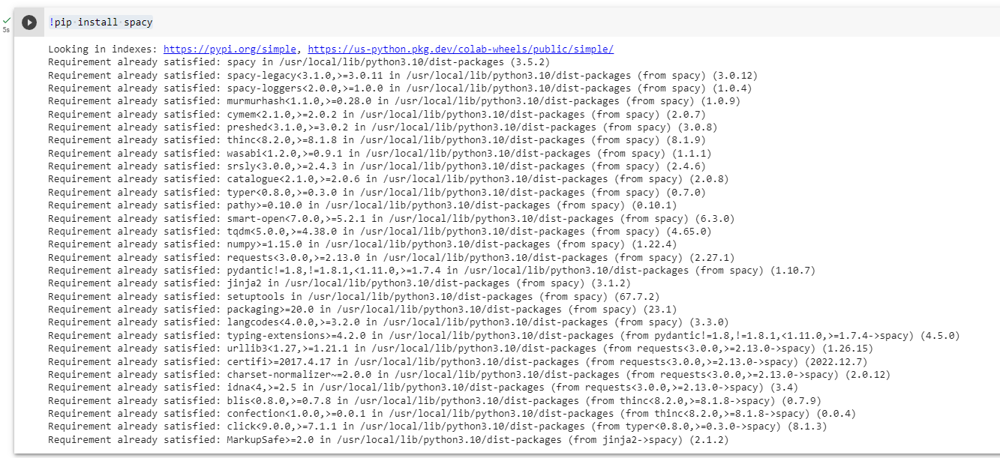 !pip install spacy
5s
Looking in indexes: https://pypi.org/simple, https://us-python.pkg.dev/colab-wheels/public/simple/
Requirement already satisfied: spacy in /usr/local/lib/python3.10/dist-packages (3.5.2)
Requirement already satisfied: spacy-legacy<3.1.0,>=3.0.11 in /usr/local/lib/python3.10/dist-packages (from spacy) (3.0.12)
Requirement already satisfied: spacy-loggers<2.0.0,>=1.0.0 in /usr/local/lib/python3.10/dist-packages (from spacy) (1.0.4)
Requirement already satisfied: murmurhash<1.1.0,>=0.28.0 in /usr/local/lib/python3.10/dist-packages (from spacy) (1.0.9)
Requirement already satisfied: cymem<2.1.0,>=2.0.2 in /usr/local/lib/python3.10/dist-packages (from spacy) (2.0.7)
Requirement already satisfied: preshed<3.1.0,>=3.0.2 in /usr/local/lib/python3.10/dist-packages (from spacy) (3.0.8)
Requirement already satisfied: thinc<8.2.0,>=8.1.8 in /usr/local/lib/python3.10/dist-packages (from spacy) (8.1.9)
Requirement already satisfied: wasabi<1.2.0,>=0.9.1 in /usr/local/lib/python3.10/dist-packages (from spacy) (1.1.1)
Requirement already satisfied: srsly<3.0.0,>=2.4.3 in /usr/local/lib/python3.10/dist-packages (from spacy) (2.4.6)
Requirement already satisfied: catalogue<2.1.0,>=2.0.6 in /usr/local/lib/python3.10/dist-packages (from spacy) (2.0.8)
Requirement already satisfied: typer<0.8.0,>=0.3.0 in /usr/local/lib/python3.10/dist-packages (from spacy) (0.7.0)
Requirement already satisfied: pathy>=0.10.0 in /usr/local/lib/python3.10/dist-packages (from spacy) (0.10.1)
Requirement already satisfied: smart-open<7.0.0,>=5.2.1 in /usr/local/lib/python3.10/dist-packages (from spacy) (6.3.0)
Requirement already satisfied: tqdm<5.0.0,>=4.38.0 in /usr/local/lib/python3.10/dist-packages (from spacy) (4.65.0)
Requirement already satisfied: numpy>=1.15.0 in /usr/local/lib/python3.10/dist-packages (from spacy) (1.22.4)
Requirement already satisfied: requests<3.0.0,>=2.13.0 in /usr/local/lib/python3.10/dist-packages (from spacy) (2.27.1)
Requirement already satisfied: pydantic!=1.8,!=1.8.1,<1.11.0,>=1.7.4 in /usr/local/lib/python3.10/dist-packages (from spacy) (1.10.7)
Requirement already satisfied: jinja2 in /usr/local/lib/python3.10/dist-packages (from spacy) (3.1.2)
Requirement already satisfied: setuptools in /usr/local/lib/python3.10/dist-packages (from spacy) (67.7.2)
Requirement already satisfied: packaging>=20.0 in /usr/local/lib/python3.10/dist-packages (from spacy) (23.1)
Requirement already satisfied: langcodes<4.0.0,>=3.2.0 in /usr/local/lib/python3.10/dist-packages (from spacy) (3.3.0)
Requirement already satisfied: typing-extensions>=4.2.0 in /usr/local/lib/python3.10/dist-packages (from pydantic!=1.8,!=1.8.1,<1.11.0,>=1.7.4->spacy) (4.5.0)
Requirement already satisfied: urllib3<1.27,>=1.21.1 in /usr/local/lib/python3.10/dist-packages (from requests<3.0.0,>=2.13.0->spacy) (1.26.15)
Requirement already satisfied: certifi>=2017.4.17 in /usr/local/lib/python3.10/dist-packages (from requests<3.0.0,>=2.13.0->spacy) (2022.12.7)
Requirement already satisfied: charset-normalizer~=2.0.0 in /usr/local/lib/python3.10/dist-packages (from requests<3.0.0,>=2.13.0->spacy) (2.0.12)
Requirement already satisfied: idna<4,>=2.5 in /usr/local/lib/python3.10/dist-packages (from requests<3.0.0,>=2.13.0->spacy) (3.4)
Requirement already satisfied: blis<0.8.0,>=0.7.8 in /usr/local/lib/python3.10/dist-packages (from thinc<8.2.0,>=8.1.8->spacy) (0.7.9)
Requirement already satisfied: confection<1.0.0,>=0.0.1 in /usr/local/lib/python3.10/dist-packages (from thinc<8.2.0,>=8.1.8->spacy) (0.0.4)
Requirement already satisfied: click<9.0.0,>=7.1.1 in /usr/local/lib/python3.10/dist-packages (from typer<0.8.0,>=0.3.0->spacy) (8.1.3)
Requirement already satisfied: MarkupSafe>=2.0 in /usr/local/lib/python3.10/dist-packages (from jinja2->spacy) (2.1.2)